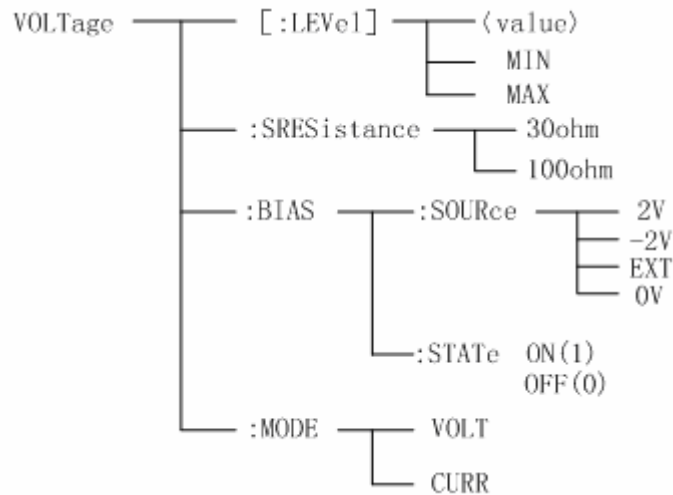 VOLTage [:LEVel] (value)
MIN
MAX
:SRESistance 30ohm
100ohm
:BIAS :SOURce 2V
-2V
EXT
0V
:STATe ON(1)
OFF(0)
:MODE VOLT
CURR